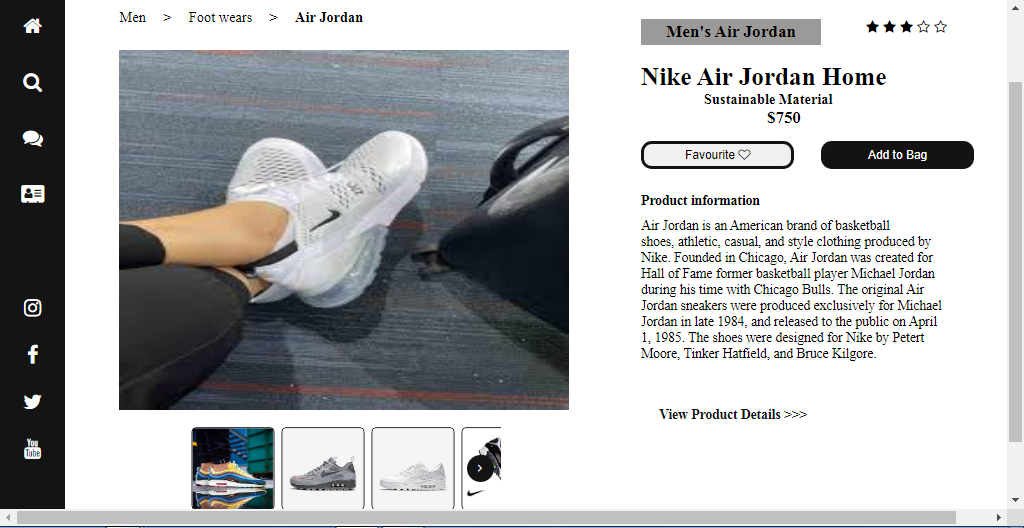 Men > Foot wears > Air Jordan
Men's Air Jordan
Nike Air Jordan Home
Sustainable Material
$750
Favourite
Add to Bag
Product information
Air Jordan is an American brand of basketball
shoes, athletic, casual, and style clothing produced by
Nike. Founded in Chicago, Air Jordan was created for
Hall of Fame former basketball player Michael Jordan
during his time with Chicago Bulls. The original Air
Jordan sneakers were produced exclusively for Michael
Jordan in late 1984, and released to the public on April
1, 1985. The shoes were designed for Nike by Petert
Moore, Tinker Hatfield, and Bruce Kilgore.
View Product Details >>>
You
Tube